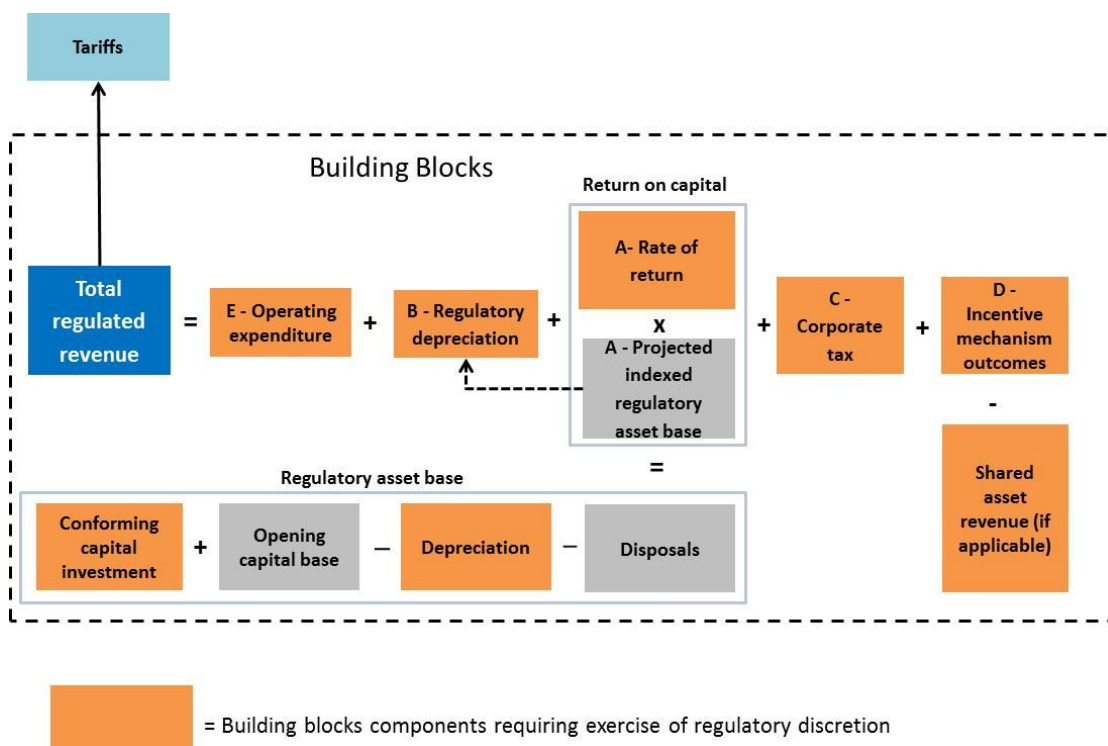 Tariffs
Building Blocks
Return on capital
A- Rate of
return
Total
regulated
revenue
=
E - Operating
expenditure
+
B - Regulatory
depreciation
+
x
A - Projected
indexed
regulatory
asset base
+
C -
Corporate
tax
+
D -
Incentive
mechanism
outcomes
-
Shared
asset
revenue (if
applicable)
=
Regulatory asset base
Conforming
capital
investment
+
Opening
capital base
–
Depreciation
–
Disposals
= Building blocks components requiring exercise of regulatory discretion